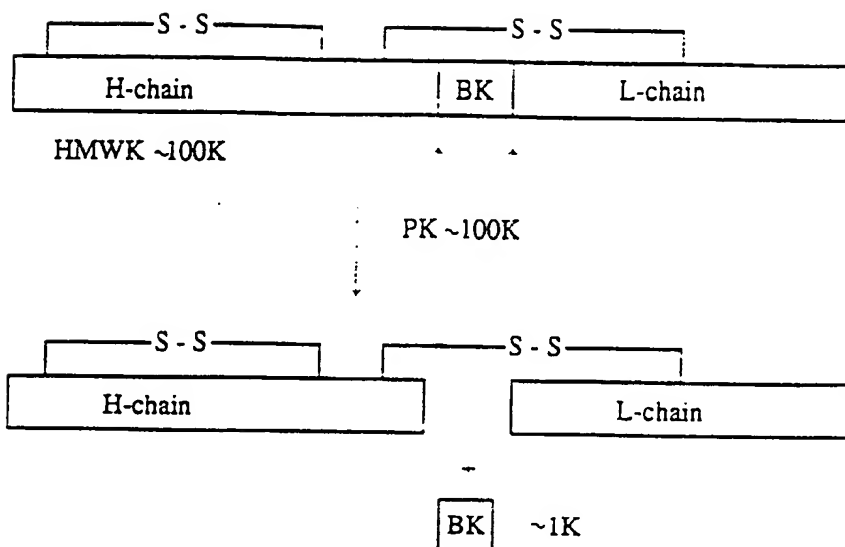 S - S S - S
H-chain BK L-chain
HMWK ~100K
PK ~100K
S - S S - S
H-chain L-chain
BK ~1K